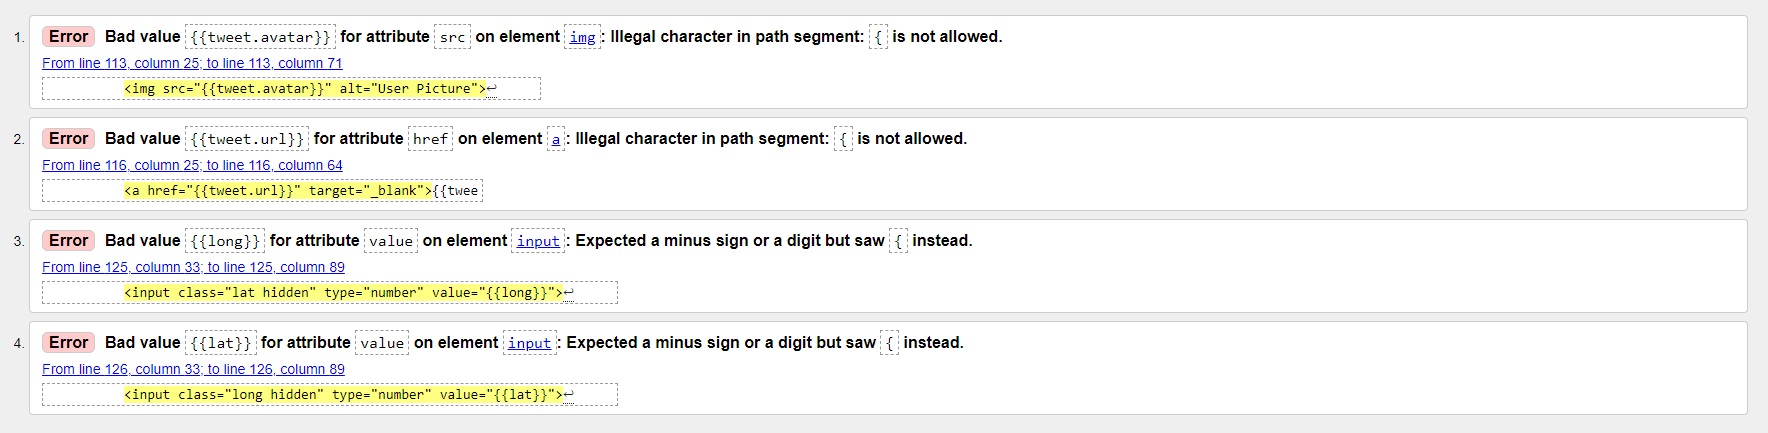 1. Error Bad value {{tweet.avatar}} for attribute src on element img: Illegal character in path segment: { is not allowed.
From line 113, column 25; to line 113, column 71
<img src="{{tweet.avatar}}" alt="User Picture">↩
2. Error Bad value {{tweet.url}} for attribute href on element a: Illegal character in path segment: { is not allowed.
From line 116, column 25; to line 116, column 64
<a href="{{tweet.url}}" target="_blank">{{twee
3. Error Bad value {{long}} for attribute value on element input: Expected a minus sign or a digit but saw { instead.
From line 125, column 33; to line 125, column 89
<input class="lat hidden" type="number" value="{{long}}">↩
4. Error Bad value {{lat}} for attribute value on element input: Expected a minus sign or a digit but saw { instead.
From line 126, column 33; to line 126, column 89
<input class="long hidden" type="number" value="{{lat}}">↩